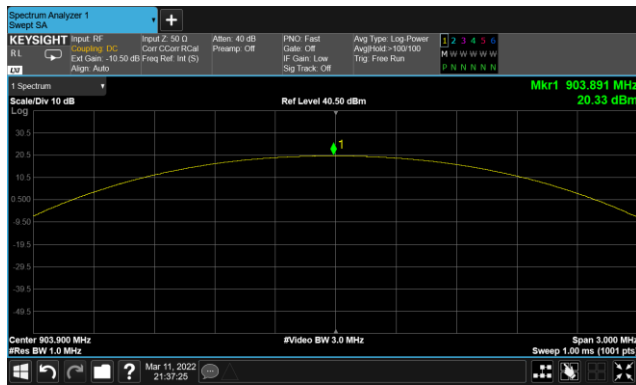 Spectrum Analyzer 1
Swept SA
+
KEYSIGHT Input: RF Input Z: 50 Ω Atten: 40 dB PNO: Fast Avg Type: Log-Power 1 2 3 4 5 6
R L Coupling: DC Corr CCorr RCal Preamp: Off Gate: Off Avg|Hold:>100/100 M W W W W W
Ext Gain: -10.50 dB Freq Ref: Int (S) IF Gain: Low Trig: Free Run
LXI Align: Auto Sig Track: Off P N N N N N
1 Spectrum Mkr1 903.891 MHz
Scale/Div 10 dB Ref Level 40.50 dBm 20.33 dBm
Log
30.5
1
20.5
10.5
0.500
-9.50
-19.5
-29.5
-39.5
-49.5
Center 903.900 MHz #Video BW 3.0 MHz Span 3.000 MHz
#Res BW 1.0 MHz Sweep 1.00 ms (1001 pts)
? Mar 11, 2022
21:37:25